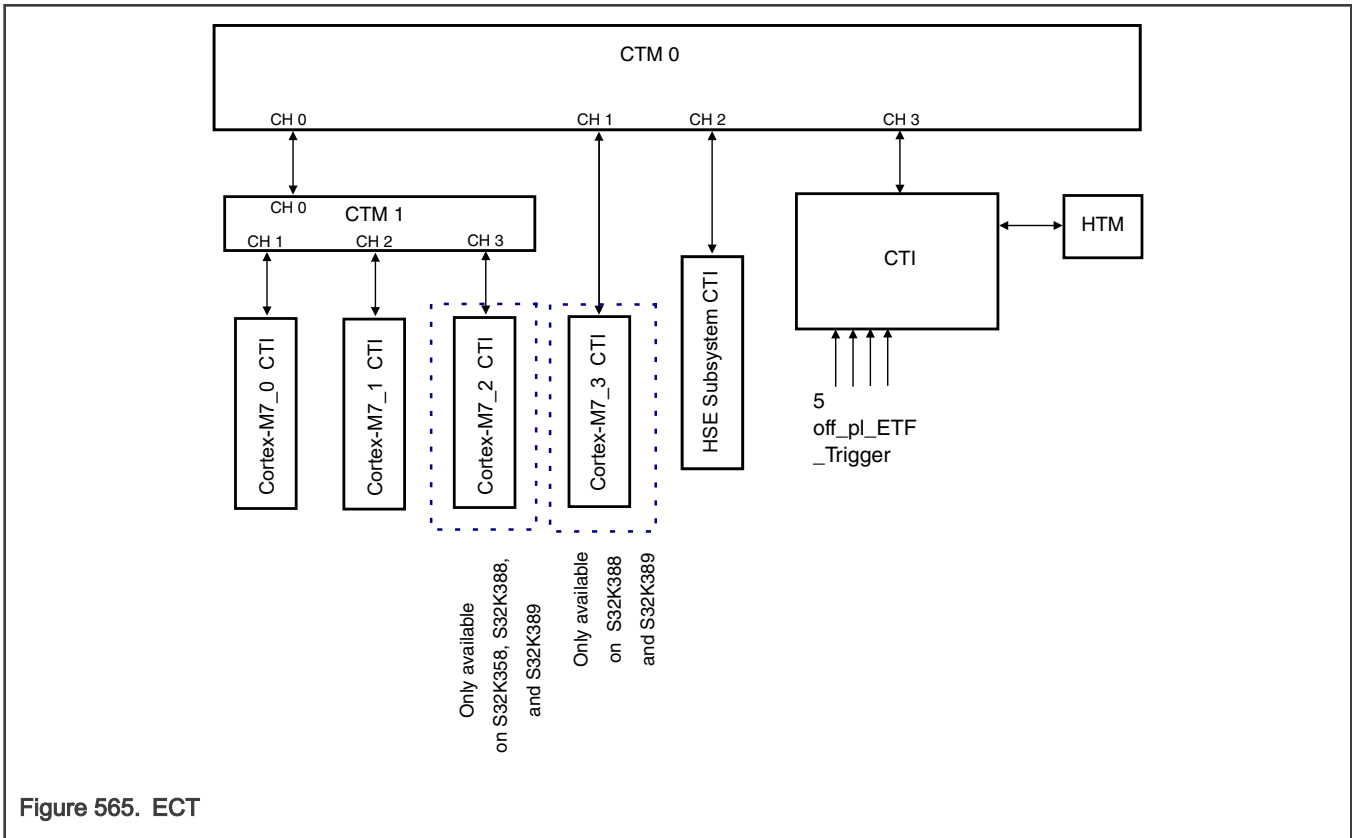 CTM 0
CH 0
CH 1
CH 2
CH 3
CH 0
CTM 1
CH 1
CH 2
CH 3
Cortex-M7_0 CTI
Cortex-M7_1 CTI
Cortex-M7_2 CTI
Cortex-M7_3 CTI
HSE Subsystem CTI
CTI
HTM
5
off_pl_ETF
_Trigger
Only available
on S32K358, S32K388,
and S32K389
Only available
on S32K388
and S32K389
Figure 565. ECT